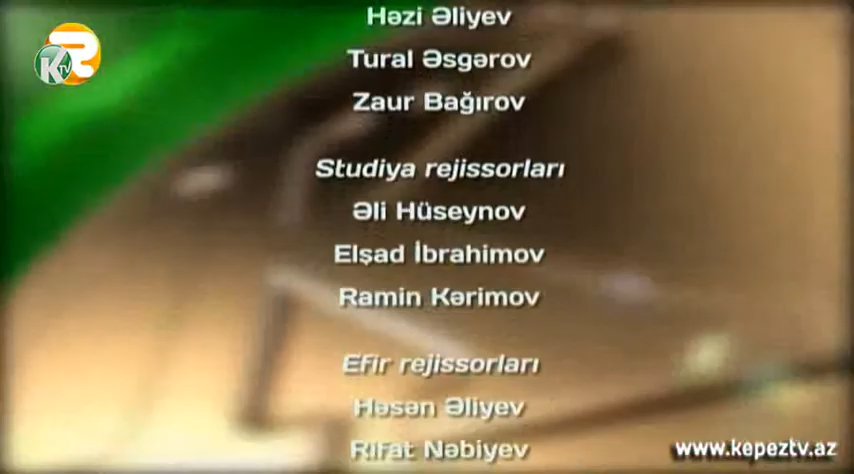 KTV
Həzi Əliyev
Tural Əsgərov
Zaur Bağırov
Studiya rejissorları
Əli Hüseynov
Elşad İbrahimov
Ramin Kərimov
Efir rejissorları
Həsən Əliyev
Rifat Nəbiyev
www.kepeztv.az